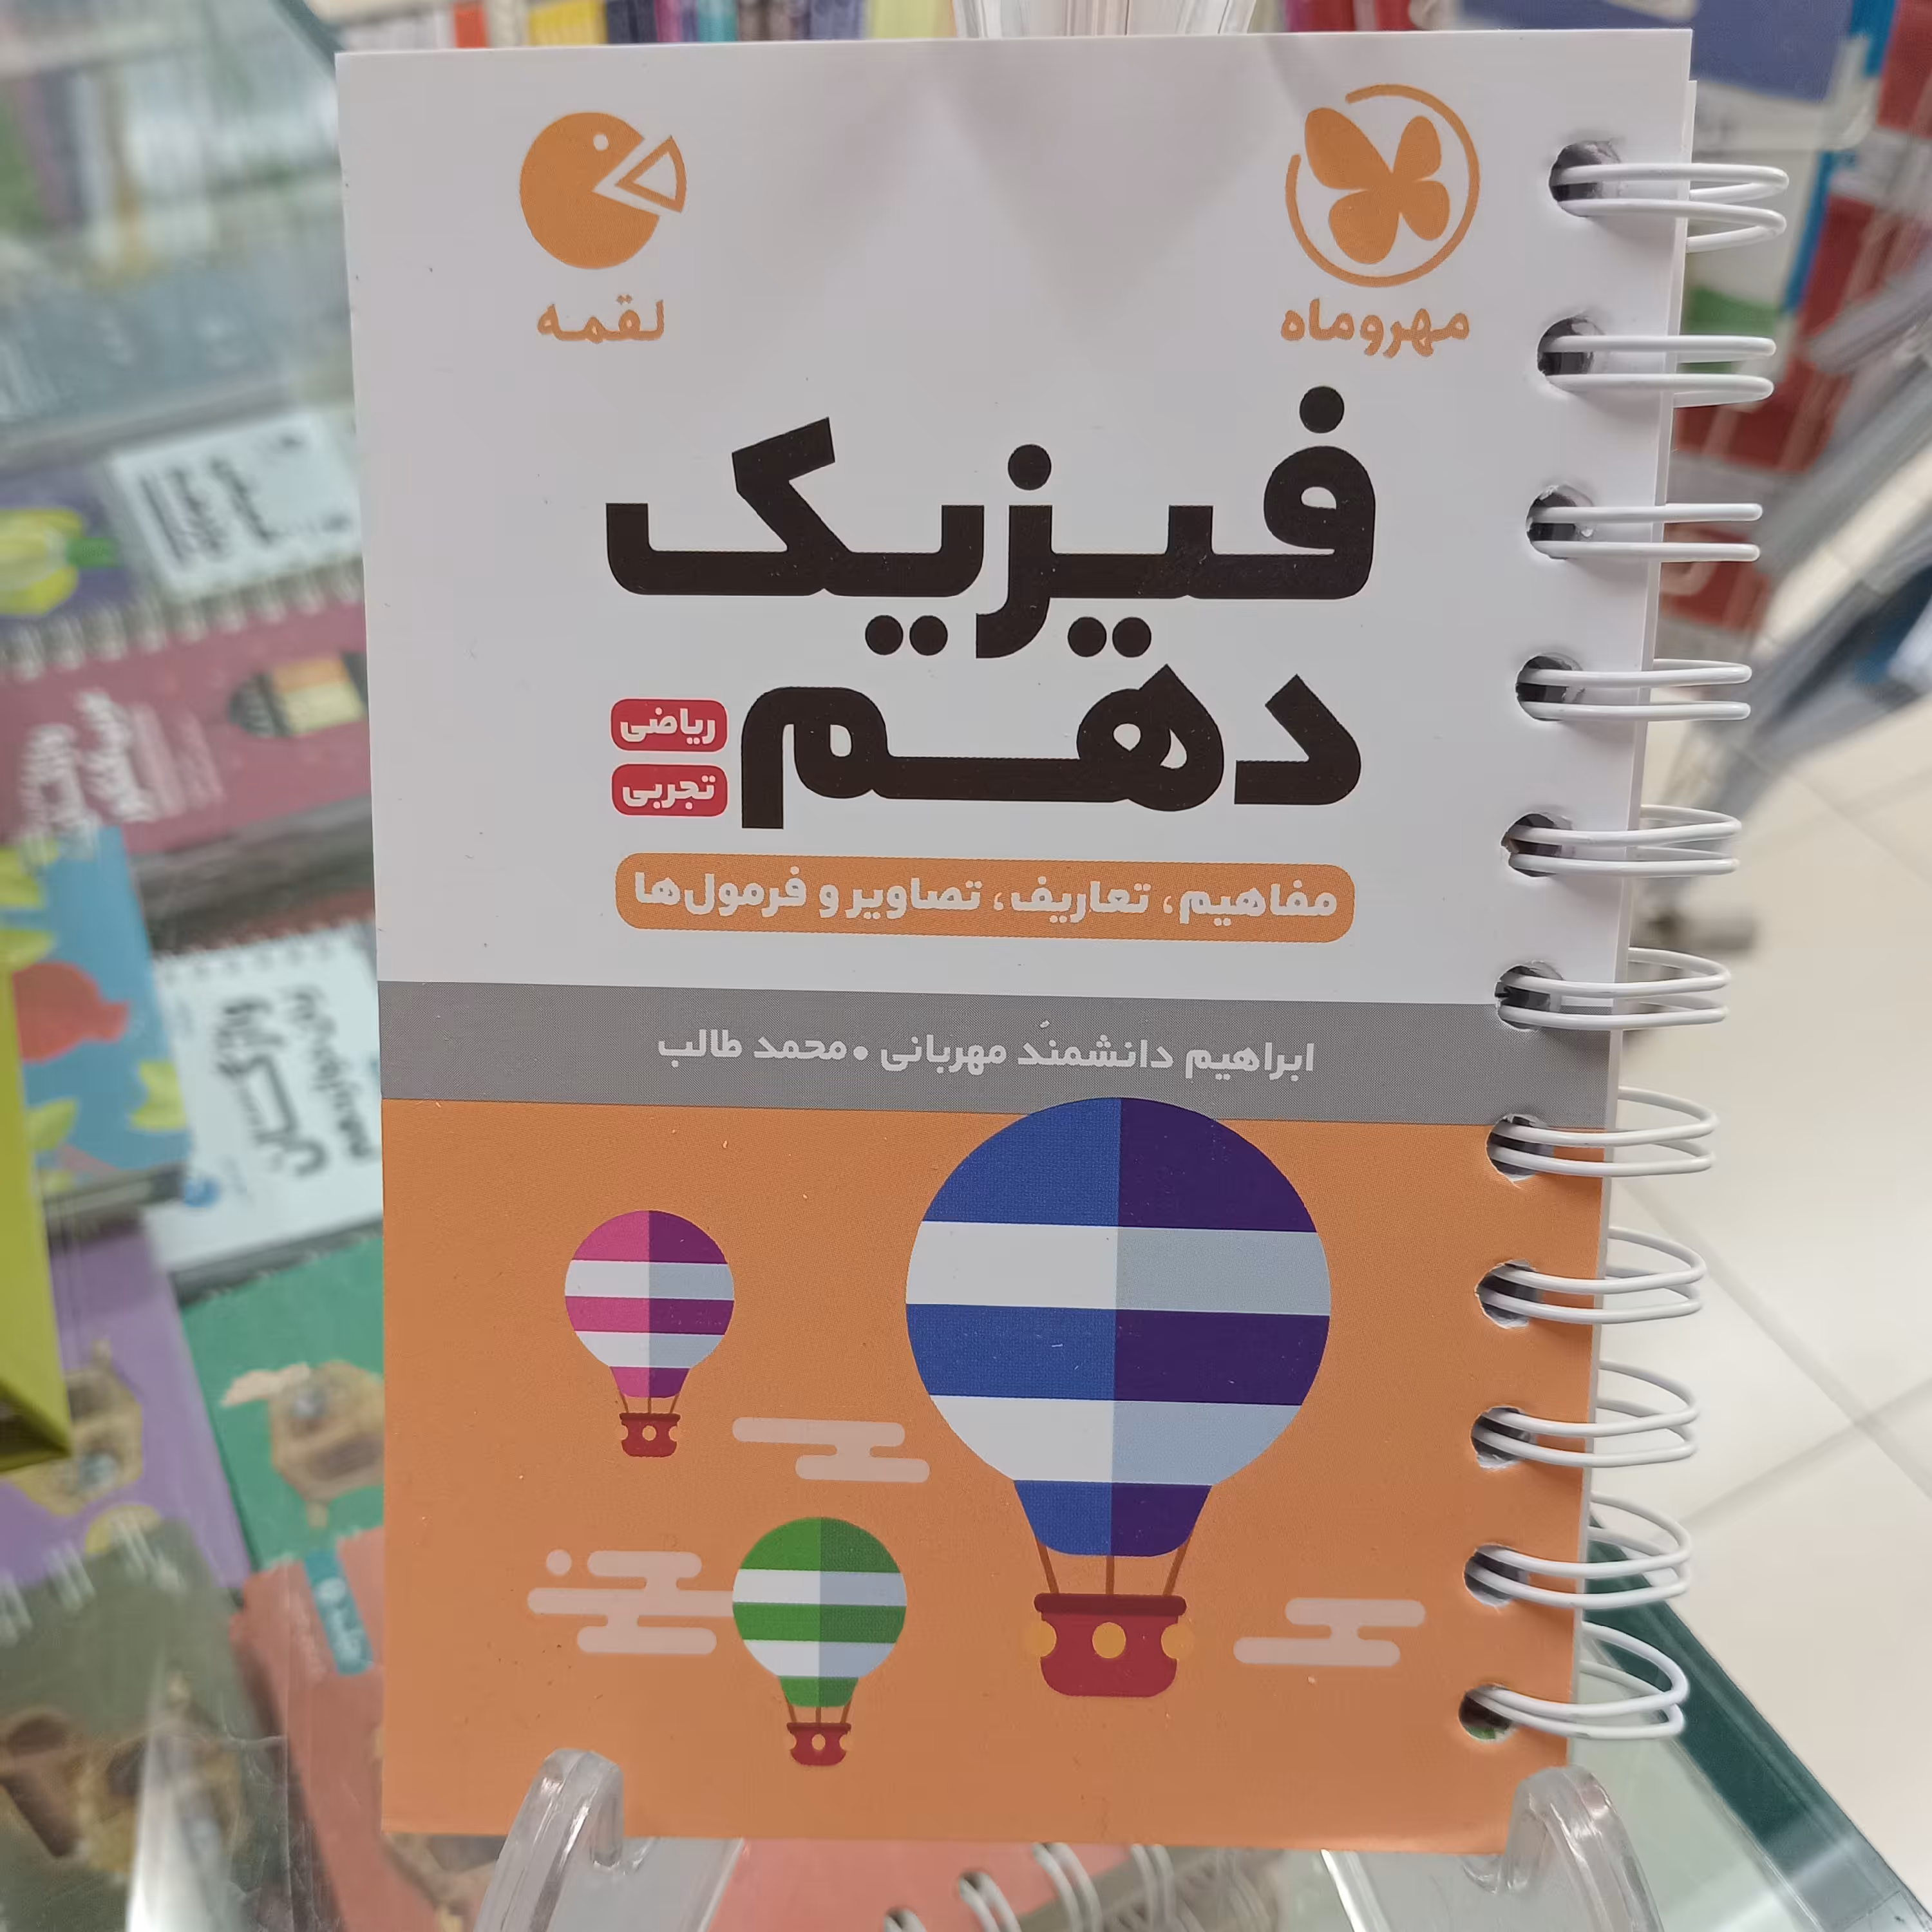 مهروماه
لقمه
فیزیک
دهم
ریاضی
تجربی
مفاهیم، تعاریف، تصاویر و فرمول‌ها
ابراهیم دانشمند مهربانی • محمد طالب